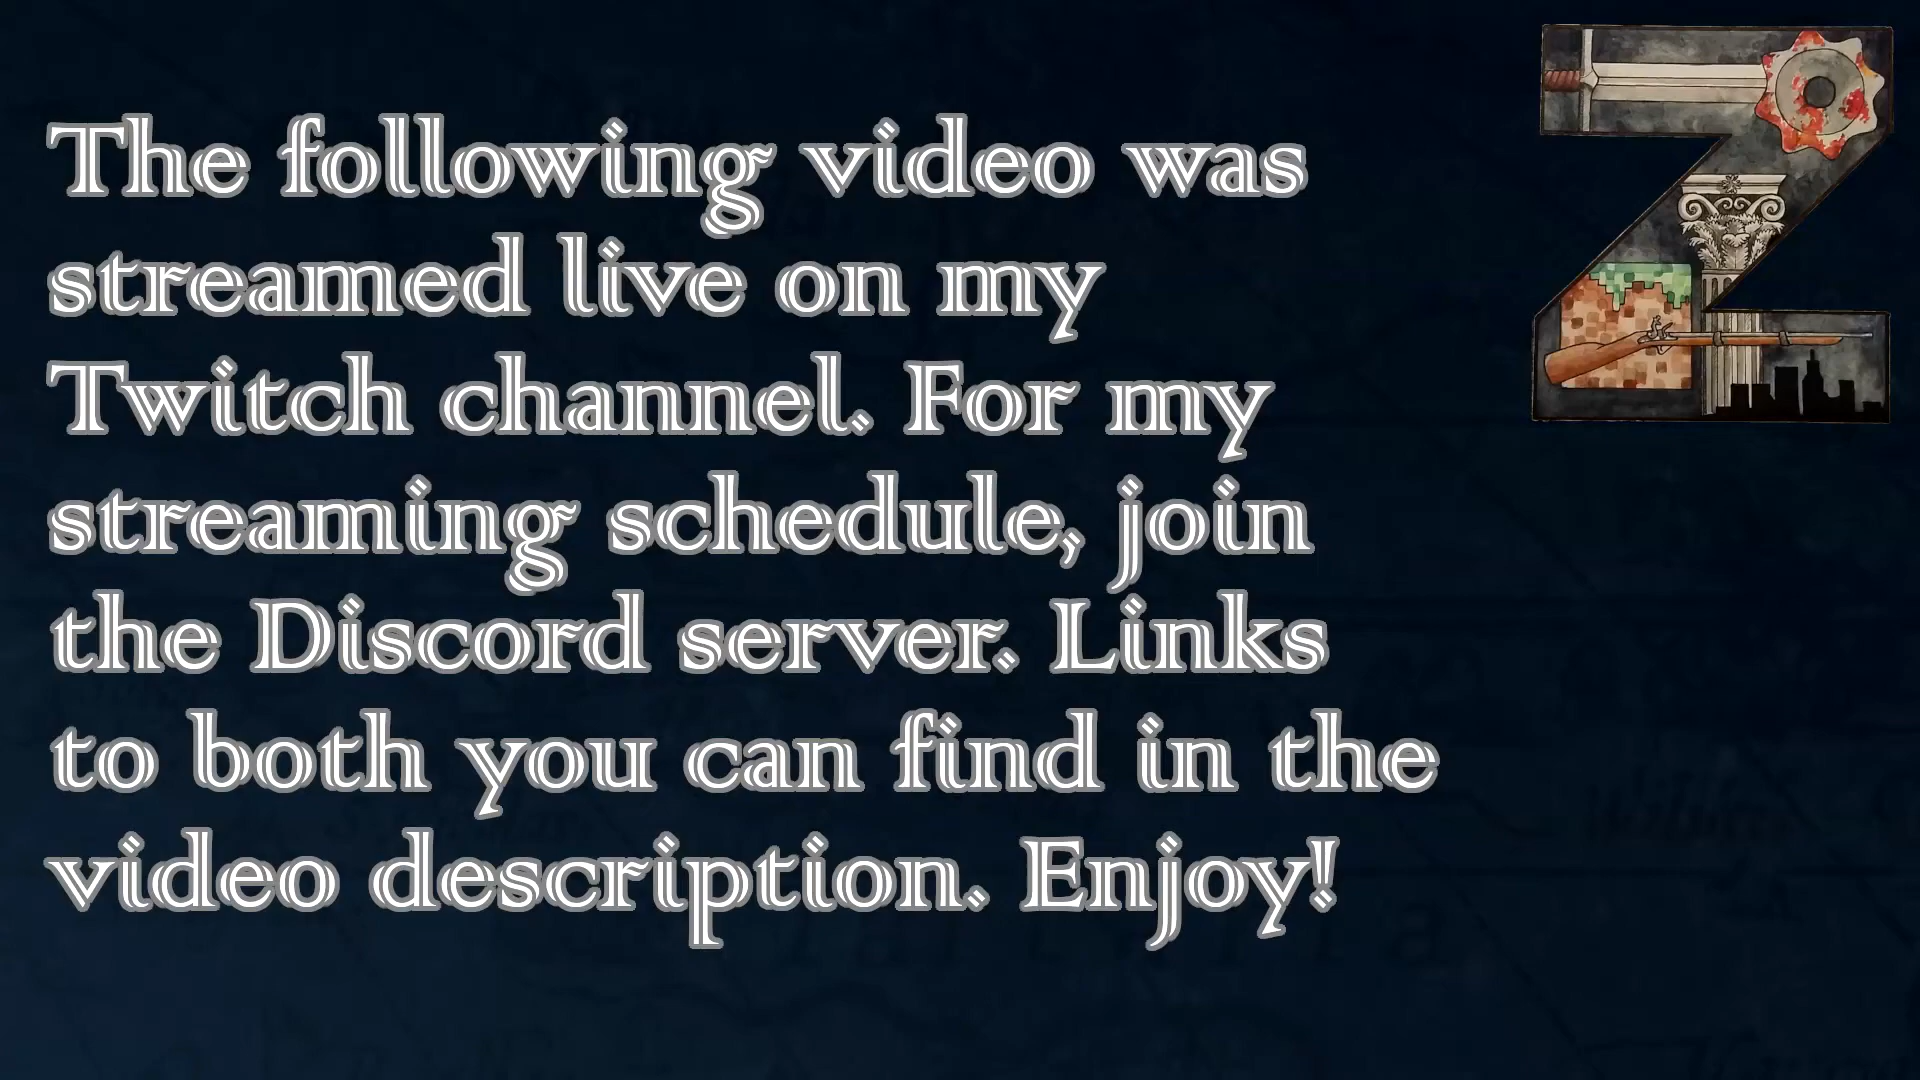 The following video was
streamed live on my
Twitch channel. For my
streaming schedule, join
the Discord server. Links
to both you can find in the
video description. Enjoy!